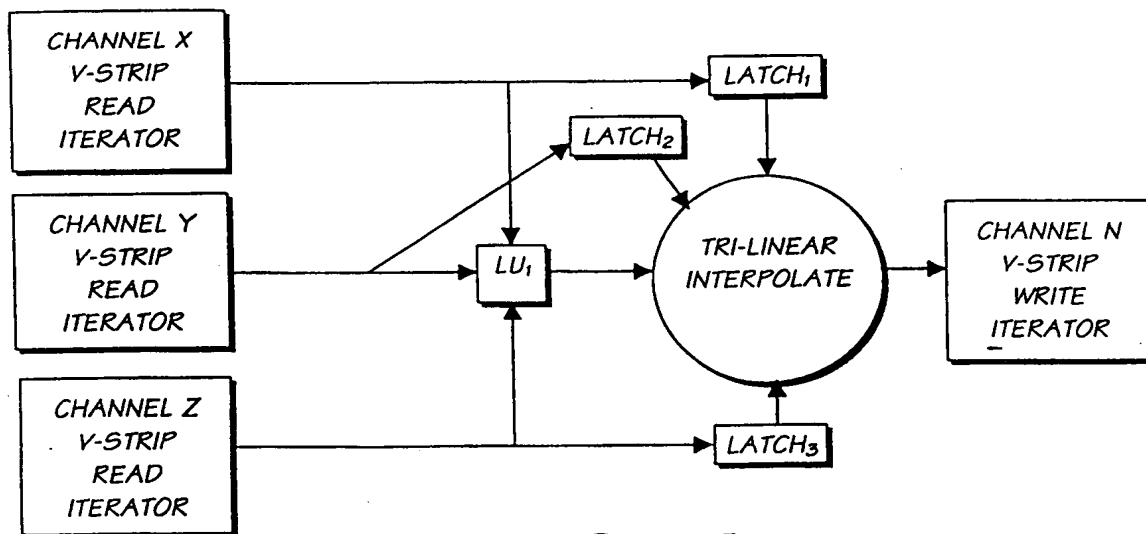 CHANNEL X
V-STRIP
READ
ITERATOR
LATCH₁
LATCH₂
CHANNEL Y
V-STRIP
READ
ITERATOR
LU₁
TRI-LINEAR
INTERPOLATE
CHANNEL N
V-STRIP
WRITE
ITERATOR
CHANNEL Z
V-STRIP
READ
ITERATOR
LATCH₃